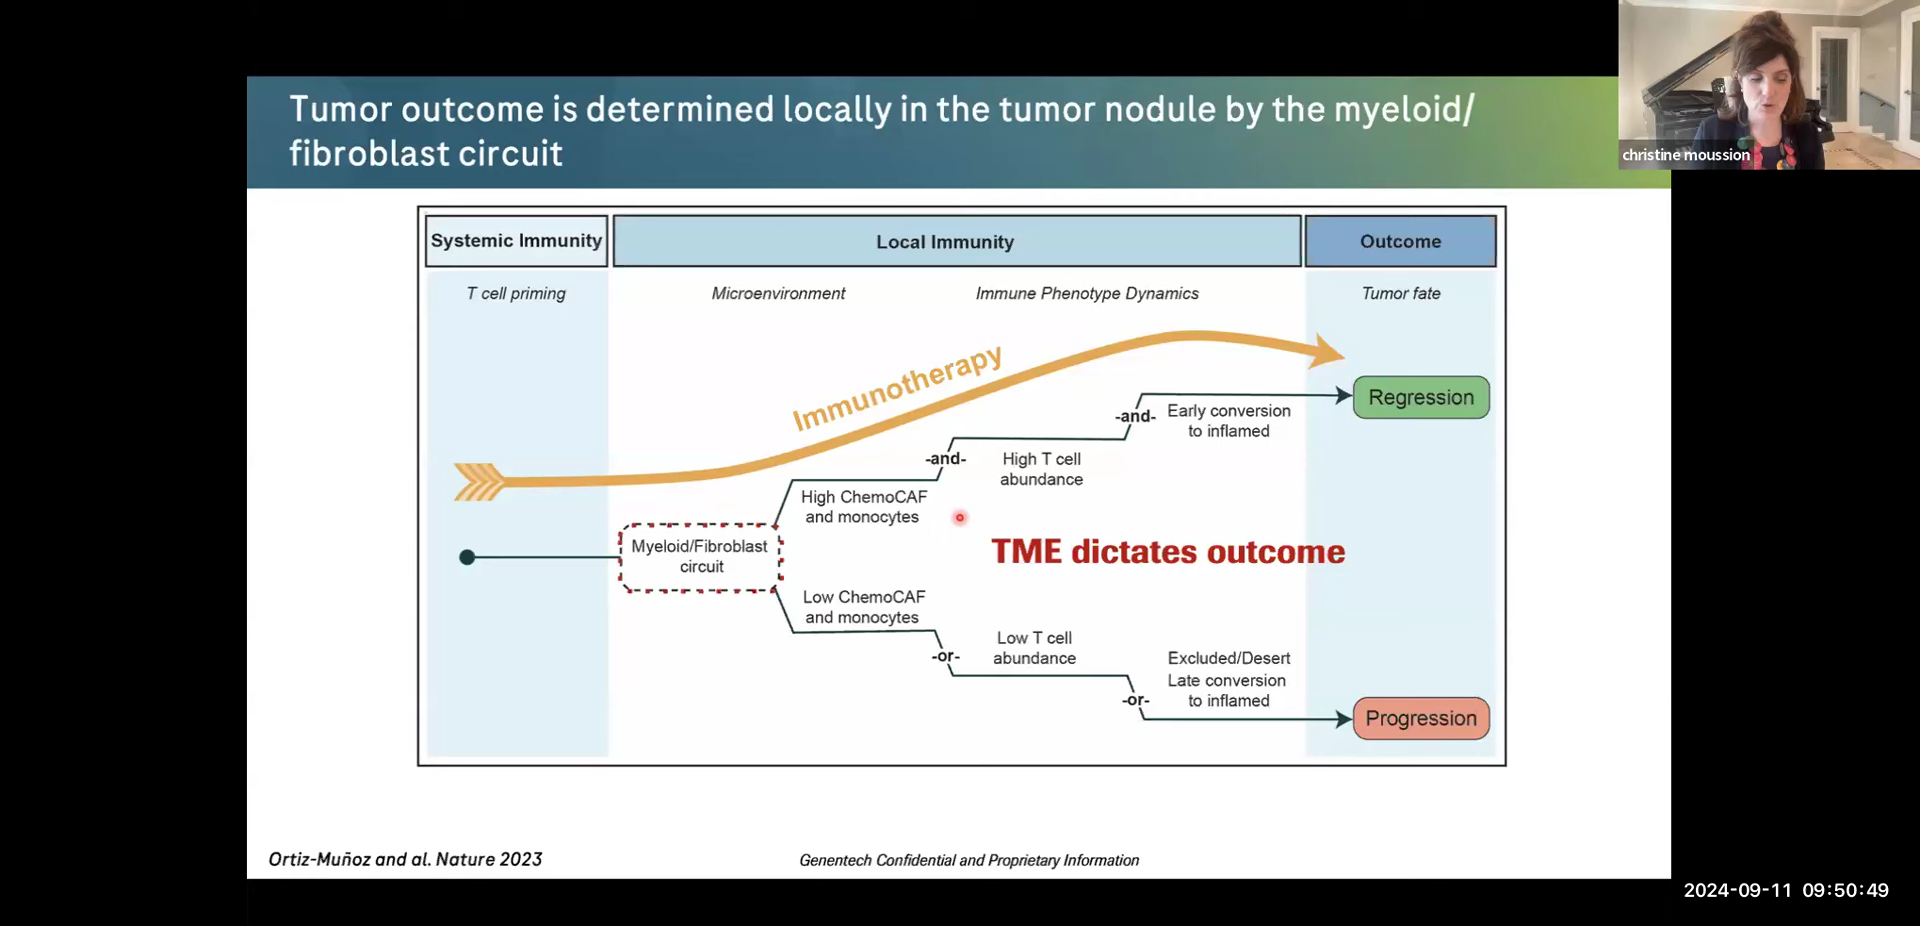 Tumor outcome is determined locally in the tumor nodule by the myeloid/
fibroblast circuit
christine moussion
Systemic Immunity
Local Immunity
Outcome
T cell priming
Microenvironment
Immune Phenotype Dynamics
Tumor fate
Immunotherapy
Regression
-and-
Early conversion
to inflamed
-and-
High T cell
abundance
High ChemoCAF
and monocytes
Myeloid/Fibroblast
circuit
TME dictates outcome
Low ChemoCAF
and monocytes
-or-
Low T cell
abundance
-or-
Excluded/Desert
Late conversion
to inflamed
Progression
Ortiz-Muñoz and al. Nature 2023
Genentech Confidential and Proprietary Information
2024-09-11 09:50:49